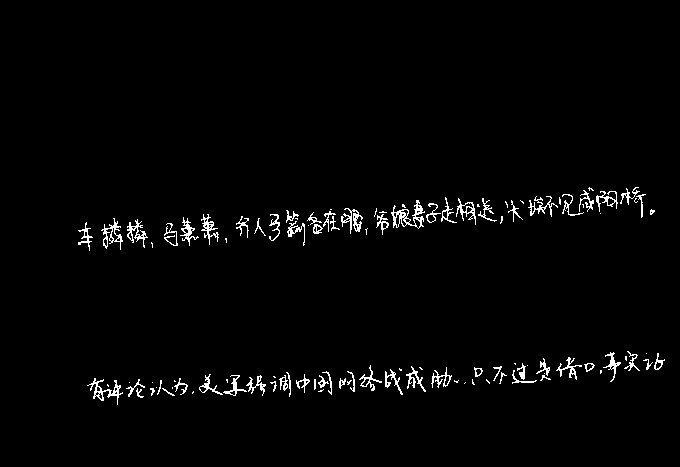 车辚辚,马萧萧,行人弓箭各在腰,爷娘妻子走相送,尘埃不见咸阳桥。
有评论认为,美军强调中国网络战威胁,只不过是借口,事实证